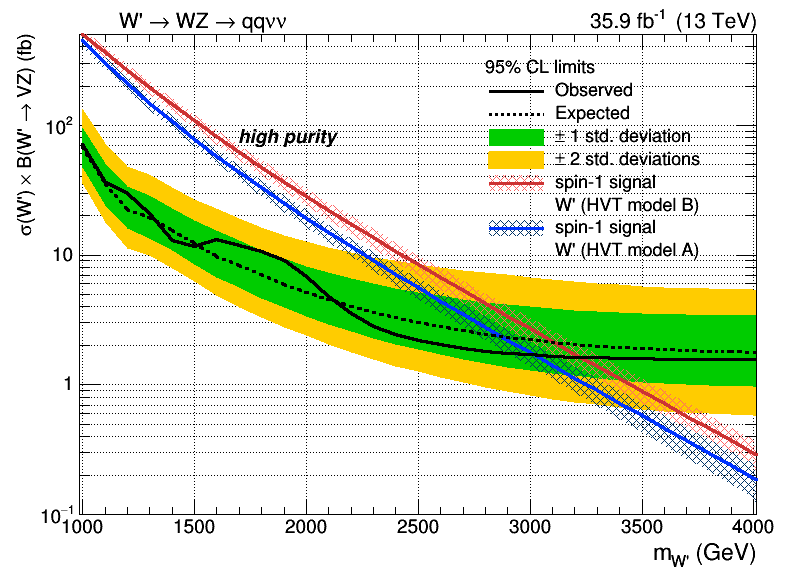 W' → WZ → qqνν
35.9 fb⁻¹ (13 TeV)
σ(W') × B(W' → VZ) (fb)
95% CL limits
Observed
Expected
± 1 std. deviation
± 2 std. deviations
spin-1 signal
W' (HVT model B)
spin-1 signal
W' (HVT model A)
high purity
10²
10
1
10⁻¹
1000 1500 2000 2500 3000 3500 4000
m_W' (GeV)